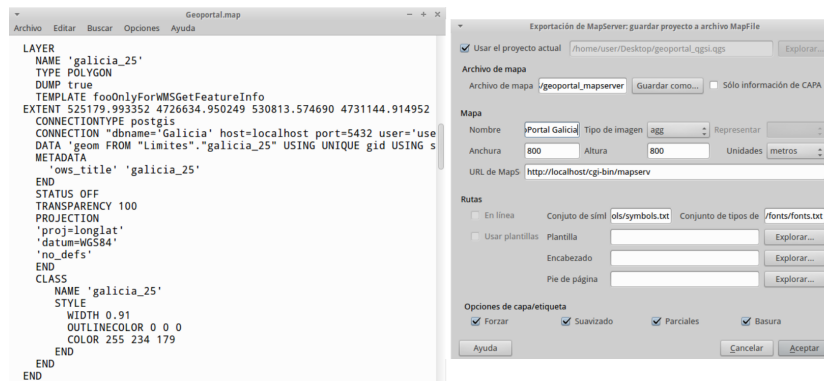 Geoportal.map
Archivo Editar Buscar Opciones Ayuda
LAYER
NAME 'galicia_25'
TYPE POLYGON
DUMP true
TEMPLATE fooOnlyForWMSGetFeatureInfo
EXTENT 525179.993352 4726634.950249 530813.574690 4731144.914952
CONNECTIONTYPE postgis
CONNECTION "dbname='Galicia' host=localhost port=5432 user='use
DATA 'geom FROM "Limites"."galicia_25" USING UNIQUE gid USING s
METADATA
'ows_title' 'galicia_25'
END
STATUS OFF
TRANSPARENCY 100
PROJECTION
'proj=longlat'
'datum=WGS84'
'no_defs'
END
CLASS
NAME 'galicia_25'
STYLE
WIDTH 0.91
OUTLINECOLOR 0 0 0
COLOR 255 234 179
END
END
END
Exportación de MapServer: guardar proyecto a archivo MapFile
Usar el proyecto actual /home/user/Desktop/geoportal_qgsi.qgs Explorar...
Archivo de mapa
Archivo de mapa /geoportal_mapserver Guardar como... Sólo información de CAPA
Mapa
Nombre oPortal Galicia Tipo de imagen agg Representar
Anchura 800 Altura 800 Unidades metros
URL de MapS http://localhost/cgi-bin/mapserv
Rutas
En línea Conjuto de síml ols/symbols.txt Conjunto de tipos de /fonts/fonts.txt
Usar plantillas Plantilla Explorar...
Encabezado Explorar...
Pie de página Explorar...
Opciones de capa/etiqueta
Forzar Suavizado Parciales Basura
Ayuda Cancelar Aceptar